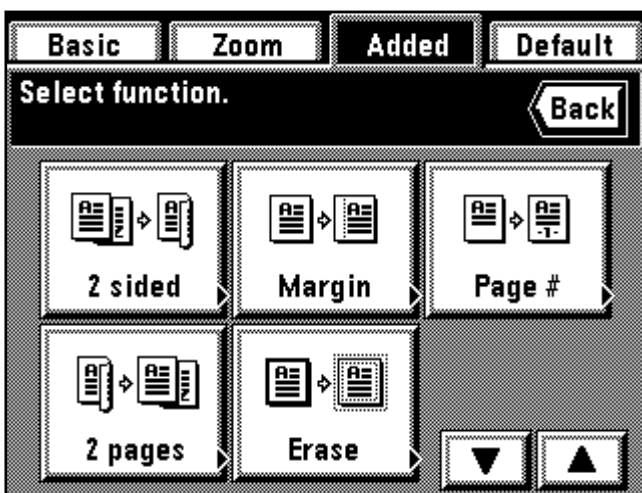 Basic Zoom Added Default
Select function.
Back
2 sided Margin Page #
2 pages Erase